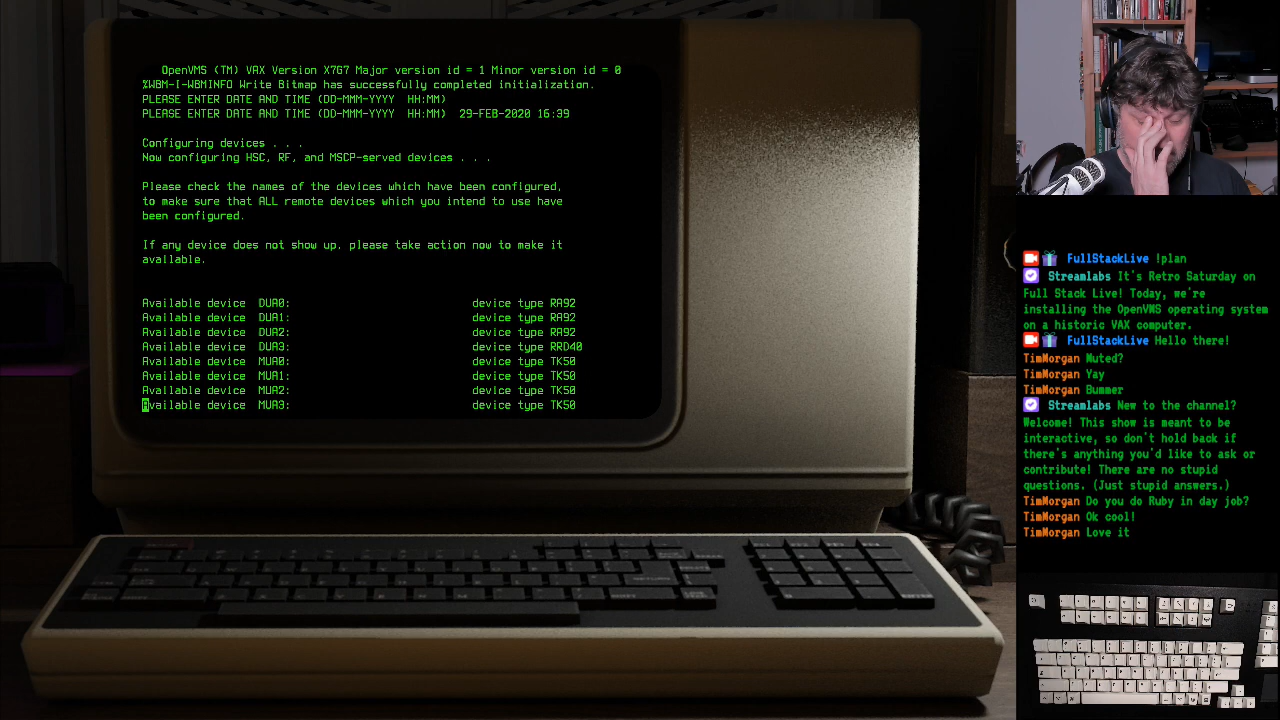 OpenVMS (TM) VAX Version X7G7 Major version id = 1 Minor version id = 0
%WBM-I-WBMINFO Write Bitmap has successfully completed initialization.
PLEASE ENTER DATE AND TIME (DD-MMM-YYYY  HH:MM)
PLEASE ENTER DATE AND TIME (DD-MMM-YYYY  HH:MM)  29-FEB-2020 16:39
Configuring devices . . .
Now configuring HSC, RF, and MSCP-served devices . . .
Please check the names of the devices which have been configured,
to make sure that ALL remote devices which you intend to use have
been configured.
If any device does not show up, please take action now to make it
available.
Available device  DUA0: device type RA92
Available device  DUA1: device type RA92
Available device  DUA2: device type RA92
Available device  DUA3: device type RRD40
Available device  MUA0: device type TK50
Available device  MUA1: device type TK50
Available device  MUA2: device type TK50
Available device  MUA3: device type TK50
FullStackLive !plan
Streamlabs It's Retro Saturday on
Full Stack Live! Today, we're
installing the OpenVMS operating system
on a historic VAX computer.
FullStackLive Hello there!
TimMorgan Muted?
TimMorgan Yay
TimMorgan Bummer
Streamlabs New to the channel?
Welcome! This show is meant to be
interactive, so don't hold back if
there's anything you'd like to ask or
contribute! There are no stupid
questions. (Just stupid answers.)
TimMorgan Do you do Ruby in day job?
TimMorgan Ok cool!
TimMorgan Love it